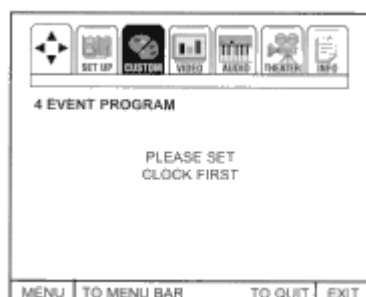 SET UP CUSTOM VIDEO AUDIO THEATER INFO
4 EVENT PROGRAM
PLEASE SET
CLOCK FIRST
MENU TO MENU BAR TO QUIT EXIT